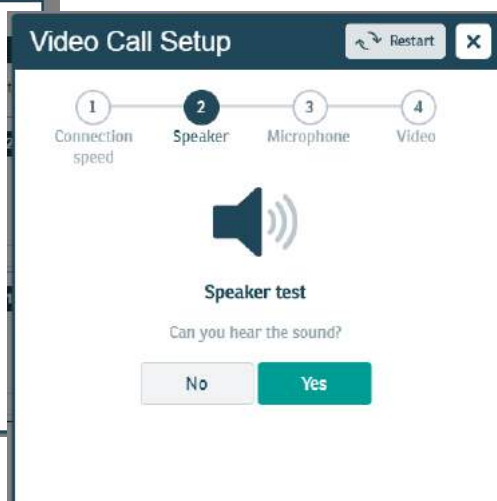 Video Call Setup
Restart
1
2
3
4
Connection speed
Speaker
Microphone
Video
Speaker test
Can you hear the sound?
No
Yes